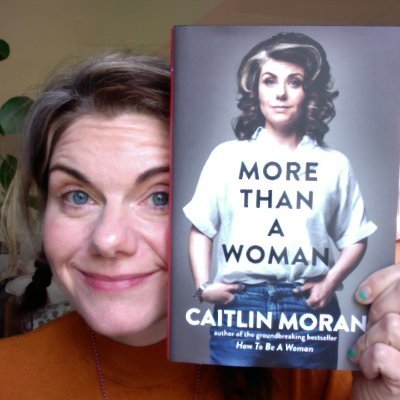 MORE
THAN
A
WOMAN
CAITLIN MORAN
author of the groundbreaking bestseller
How To Be A Woman